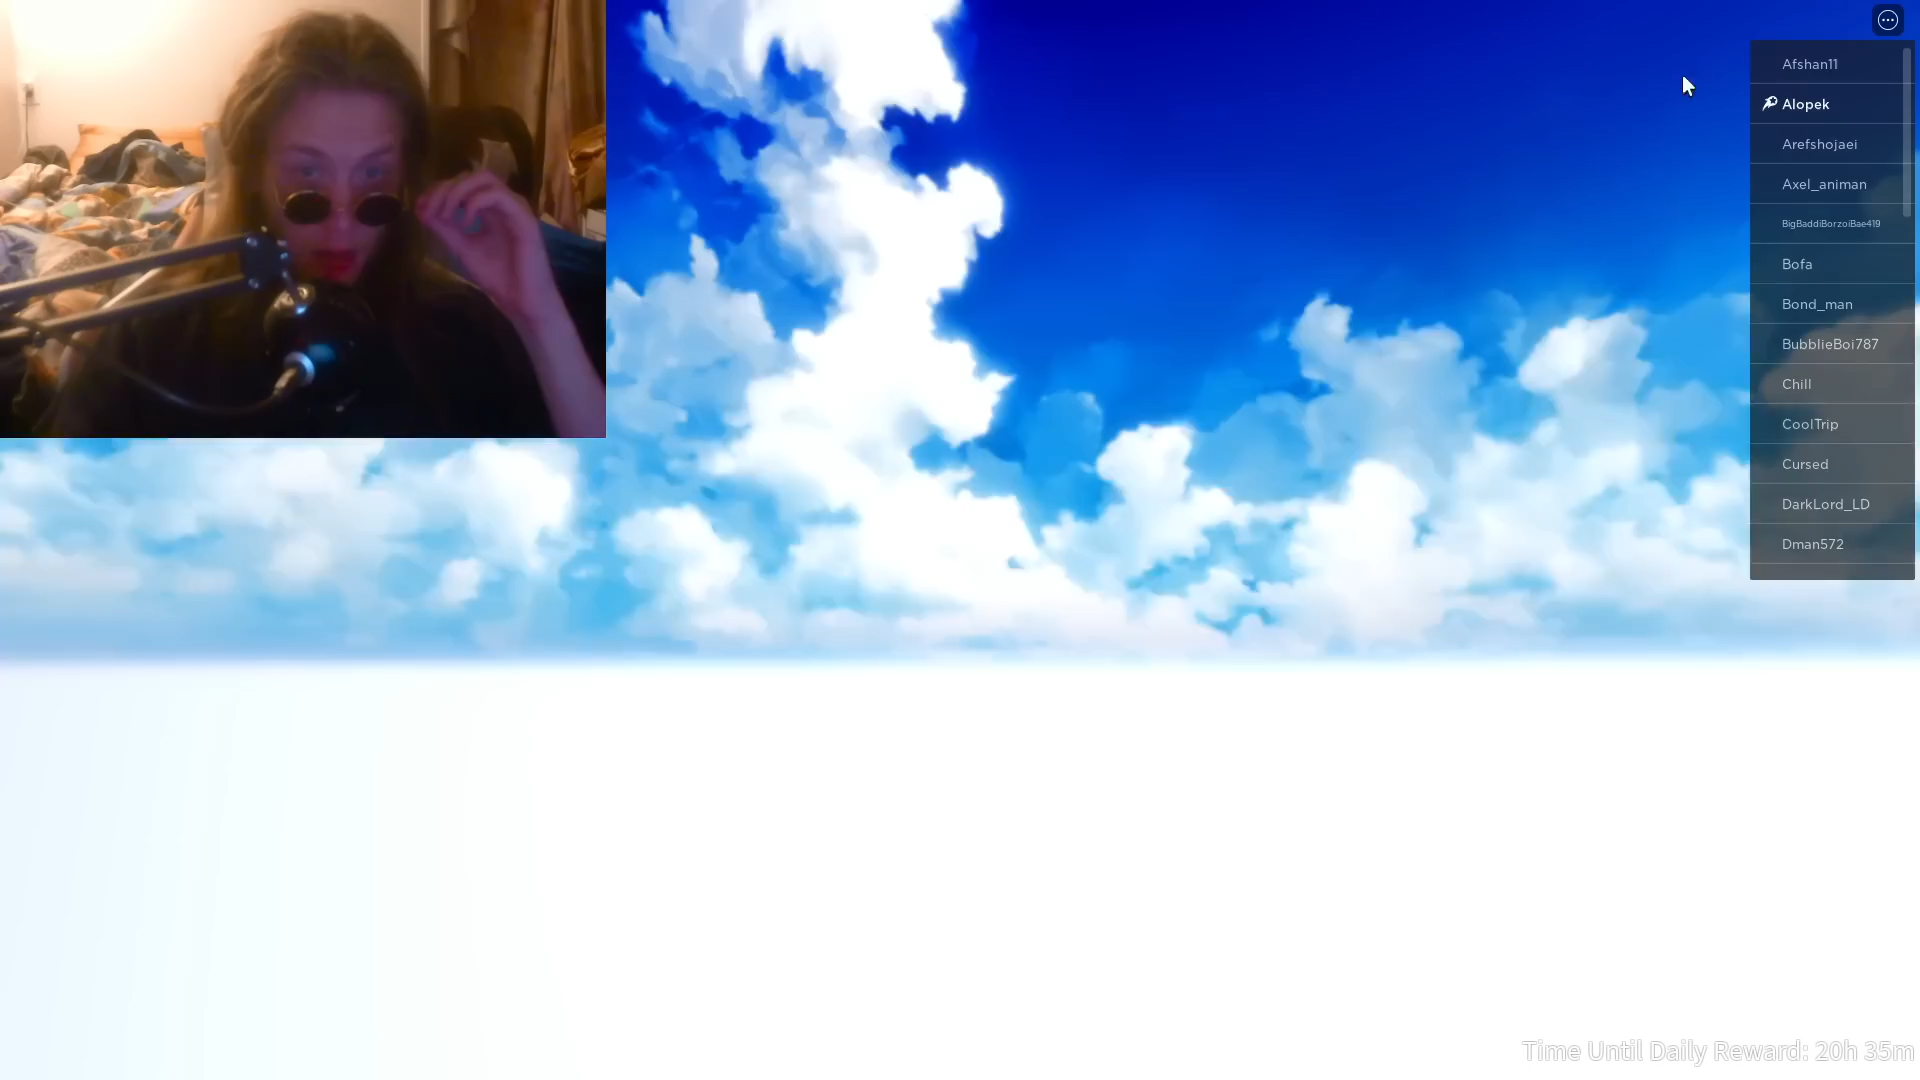 Afshan11
Alopek
Arefshojaei
Axel_animan
BigBaddiBorzoiBae419
Bofa
Bond_man
BubblieBoi787
Chill
CoolTrip
Cursed
DarkLord_LD
Dman572
Time Until Daily Reward: 20h 35m